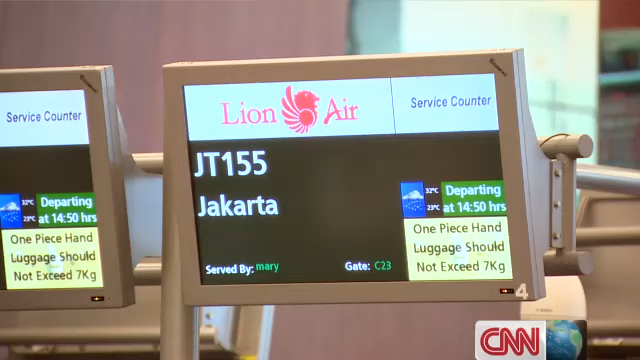 Service Counter
32°C
23°C
Departing
at 14:50 hrs
One Piece Hand
Luggage Should
Not Exceed 7Kg
Lion Air
Service Counter
JT155
Jakarta
32°C
23°C
Departing
at 14:50 hrs
One Piece Hand
Luggage Should
Not Exceed 7Kg
Served By: mary
Gate: C23
4
CNN